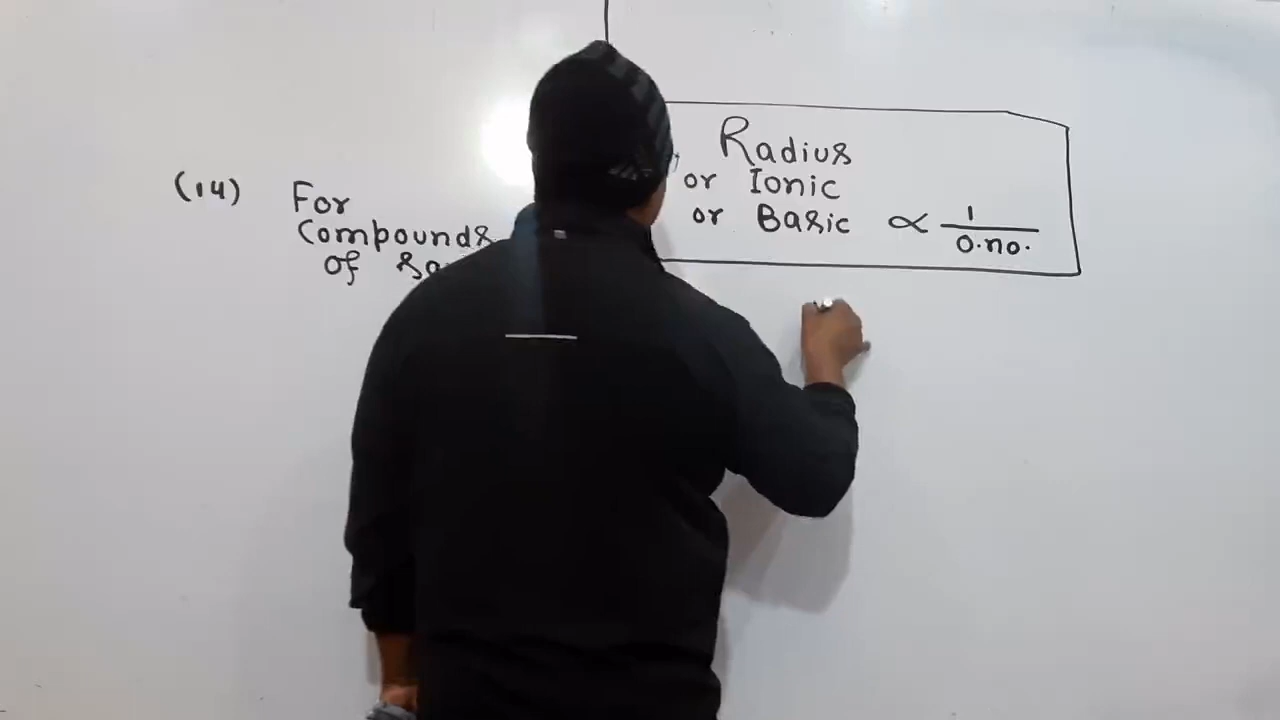 (14) For
Compounds
of
Radius
or Ionic
or Basic ∝ 1/O.no.